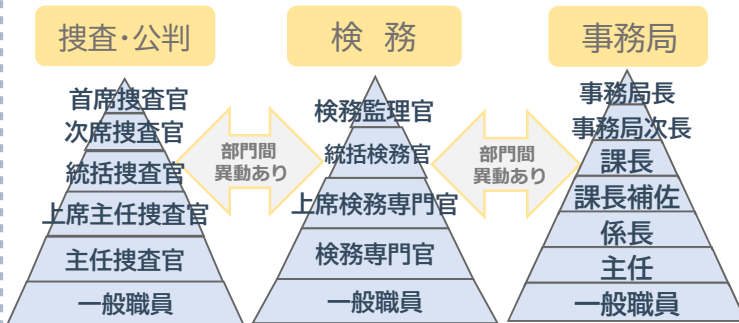 捜査・公判
検 務
事務局
首席捜査官
次席捜査官
統括捜査官
上席主任捜査官
主任捜査官
一般職員
部門間
異動あり
検務監理官
統括検務官
上席検務専門官
検務専門官
一般職員
部門間
異動あり
事務局長
事務局次長
課長
課長補佐
係長
主任
一般職員